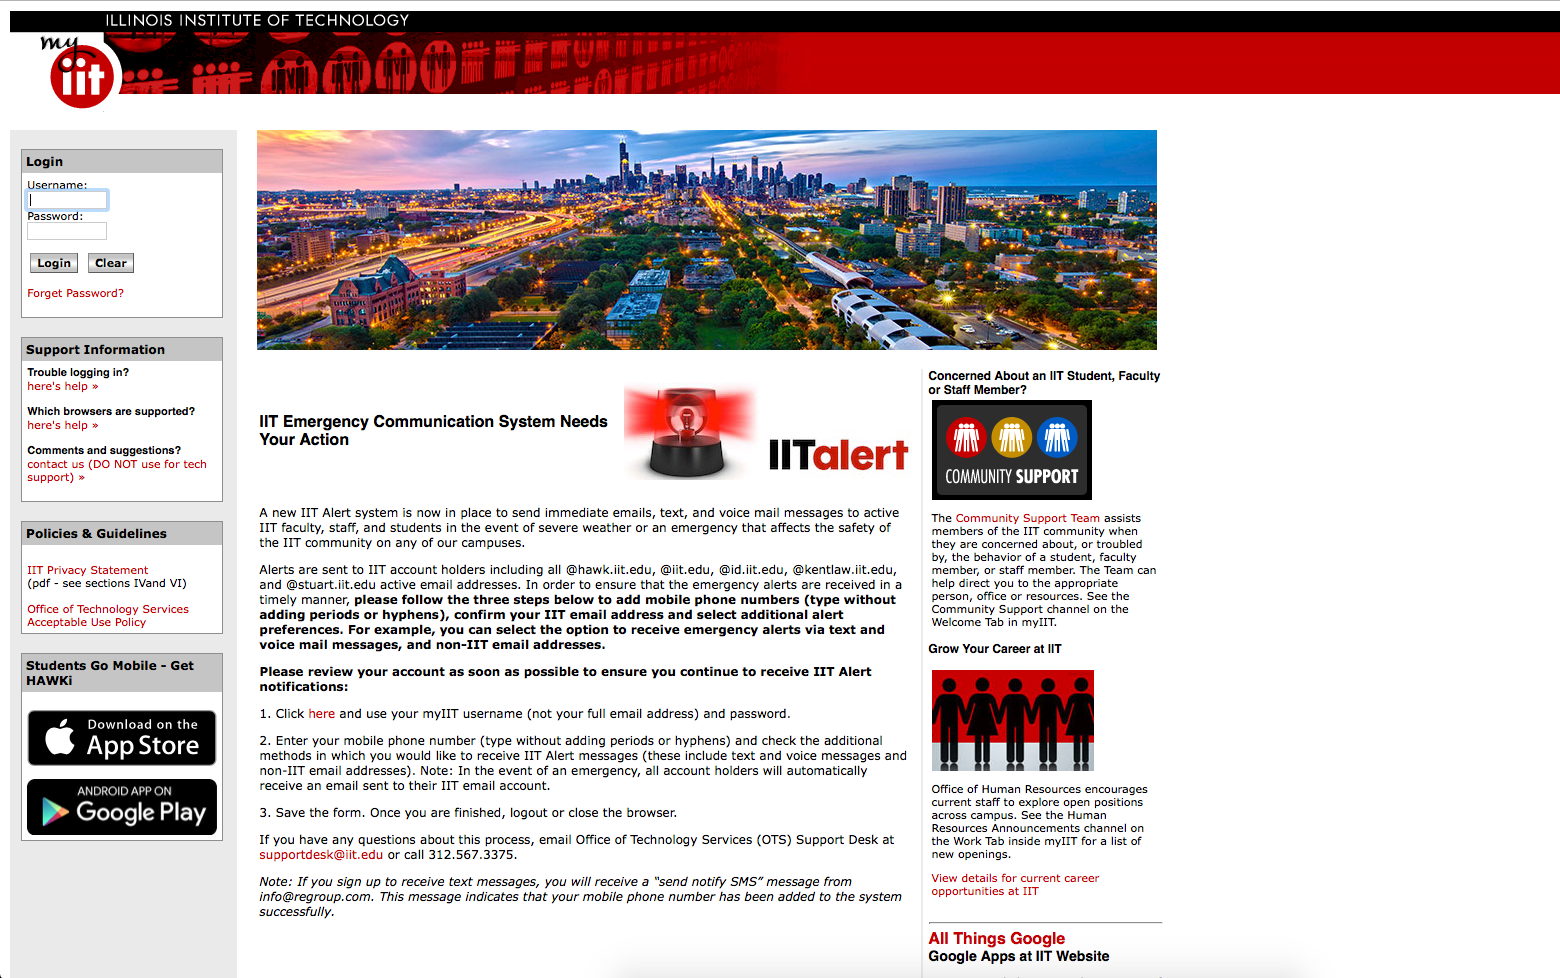 ILLINOIS INSTITUTE OF TECHNOLOGY
my
iit
Login
Username:
Password:
Login Clear
Forget Password?
Support Information
Trouble logging in?
here's help »
Which browsers are supported?
here's help »
Comments and suggestions?
contact us (DO NOT use for tech
support) »
Policies & Guidelines
IIT Privacy Statement
(pdf - see sections IVand VI)
Office of Technology Services
Acceptable Use Policy
Students Go Mobile - Get
HAWKi
Download on the
App Store
ANDROID APP ON
Google Play
IIT Emergency Communication System Needs
Your Action
IITalert
A new IIT Alert system is now in place to send immediate emails, text, and voice mail messages to active
IIT faculty, staff, and students in the event of severe weather or an emergency that affects the safety of
the IIT community on any of our campuses.
Alerts are sent to IIT account holders including all @hawk.iit.edu, @iit.edu, @id.iit.edu, @kentlaw.iit.edu,
and @stuart.iit.edu active email addresses. In order to ensure that the emergency alerts are received in a
timely manner, please follow the three steps below to add mobile phone numbers (type without
adding periods or hyphens), confirm your IIT email address and select additional alert
preferences. For example, you can select the option to receive emergency alerts via text and
voice mail messages, and non-IIT email addresses.
Please review your account as soon as possible to ensure you continue to receive IIT Alert
notifications:
1. Click here and use your myIIT username (not your full email address) and password.
2. Enter your mobile phone number (type without adding periods or hyphens) and check the additional
methods in which you would like to receive IIT Alert messages (these include text and voice messages and
non-IIT email addresses). Note: In the event of an emergency, all account holders will automatically
receive an email sent to their IIT email account.
3. Save the form. Once you are finished, logout or close the browser.
If you have any questions about this process, email Office of Technology Services (OTS) Support Desk at
supportdesk@iit.edu or call 312.567.3375.
Note: If you sign up to receive text messages, you will receive a “send notify SMS” message from
info@regroup.com. This message indicates that your mobile phone number has been added to the system
successfully.
Concerned About an IIT Student, Faculty
or Staff Member?
COMMUNITY SUPPORT
The Community Support Team assists
members of the IIT community when
they are concerned about, or troubled
by, the behavior of a student, faculty
member, or staff member. The Team can
help direct you to the appropriate
person, office or resources. See the
Community Support channel on the
Welcome Tab in myIIT.
Grow Your Career at IIT
Office of Human Resources encourages
current staff to explore open positions
across campus. See the Human
Resources Announcements channel on
the Work Tab inside myIIT for a list of
new openings.
View details for current career
opportunities at IIT
All Things Google
Google Apps at IIT Website